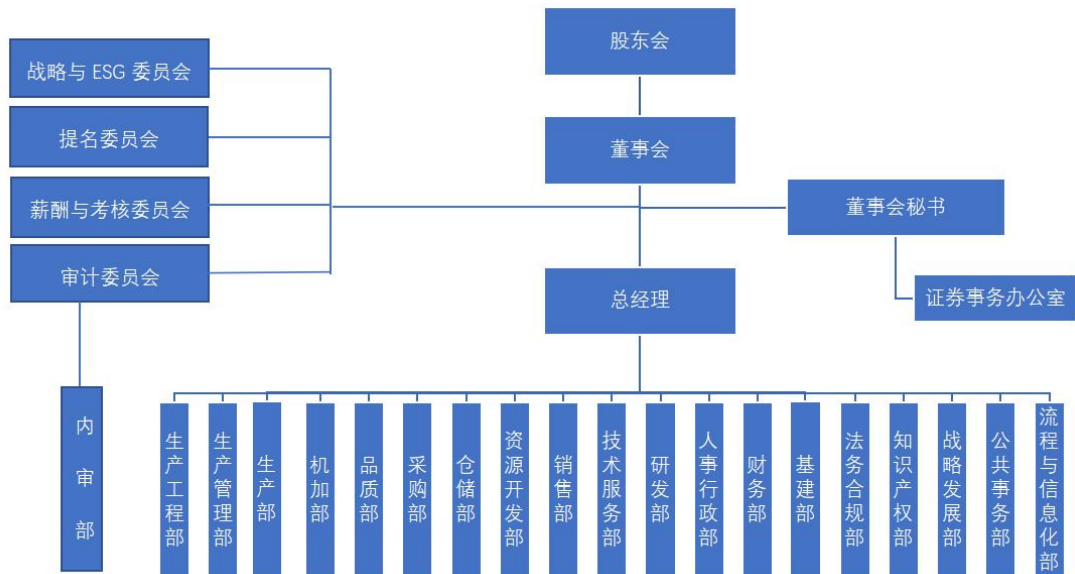 股东会
战略与 ESG 委员会
提名委员会
董事会
薪酬与考核委员会
董事会秘书
审计委员会
总经理
证券事务办公室
内审部
生产工程部
生产管理部
生产部
机加部
品质部
采购部
仓储部
资源开发部
销售部
技术服务部
研发部
人事行政部
财务部
基建部
法务合规部
知识产权部
战略发展部
公共事务部
流程与信息化部